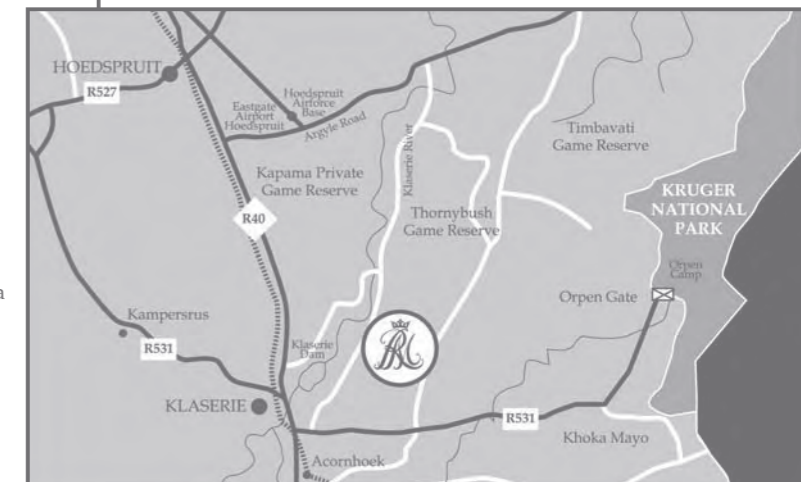 HOEDSPRUIT
R527
Hoedspruit
Airforce
Base
Eastgate
Airport
Hoedspruit
Argyle Road
Timbavati
Game Reserve
Klaserie River
Kapama Private
Game Reserve
KRUGER
NATIONAL
PARK
Thornybush
Game Reserve
R40
Orpen
Camp
Orpen Gate
a
Kampersrus
R531
Klaserie
Dam
KLASERIE
R531
Khoka Mayo
Acornhoek